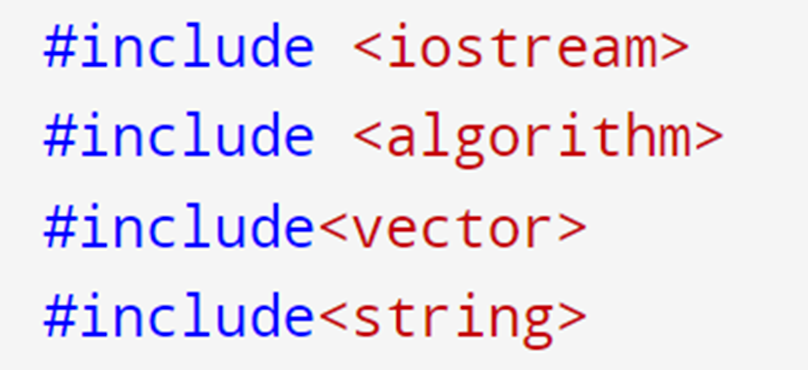 #include <iostream>
#include <algorithm>
#include<vector>
#include<string>